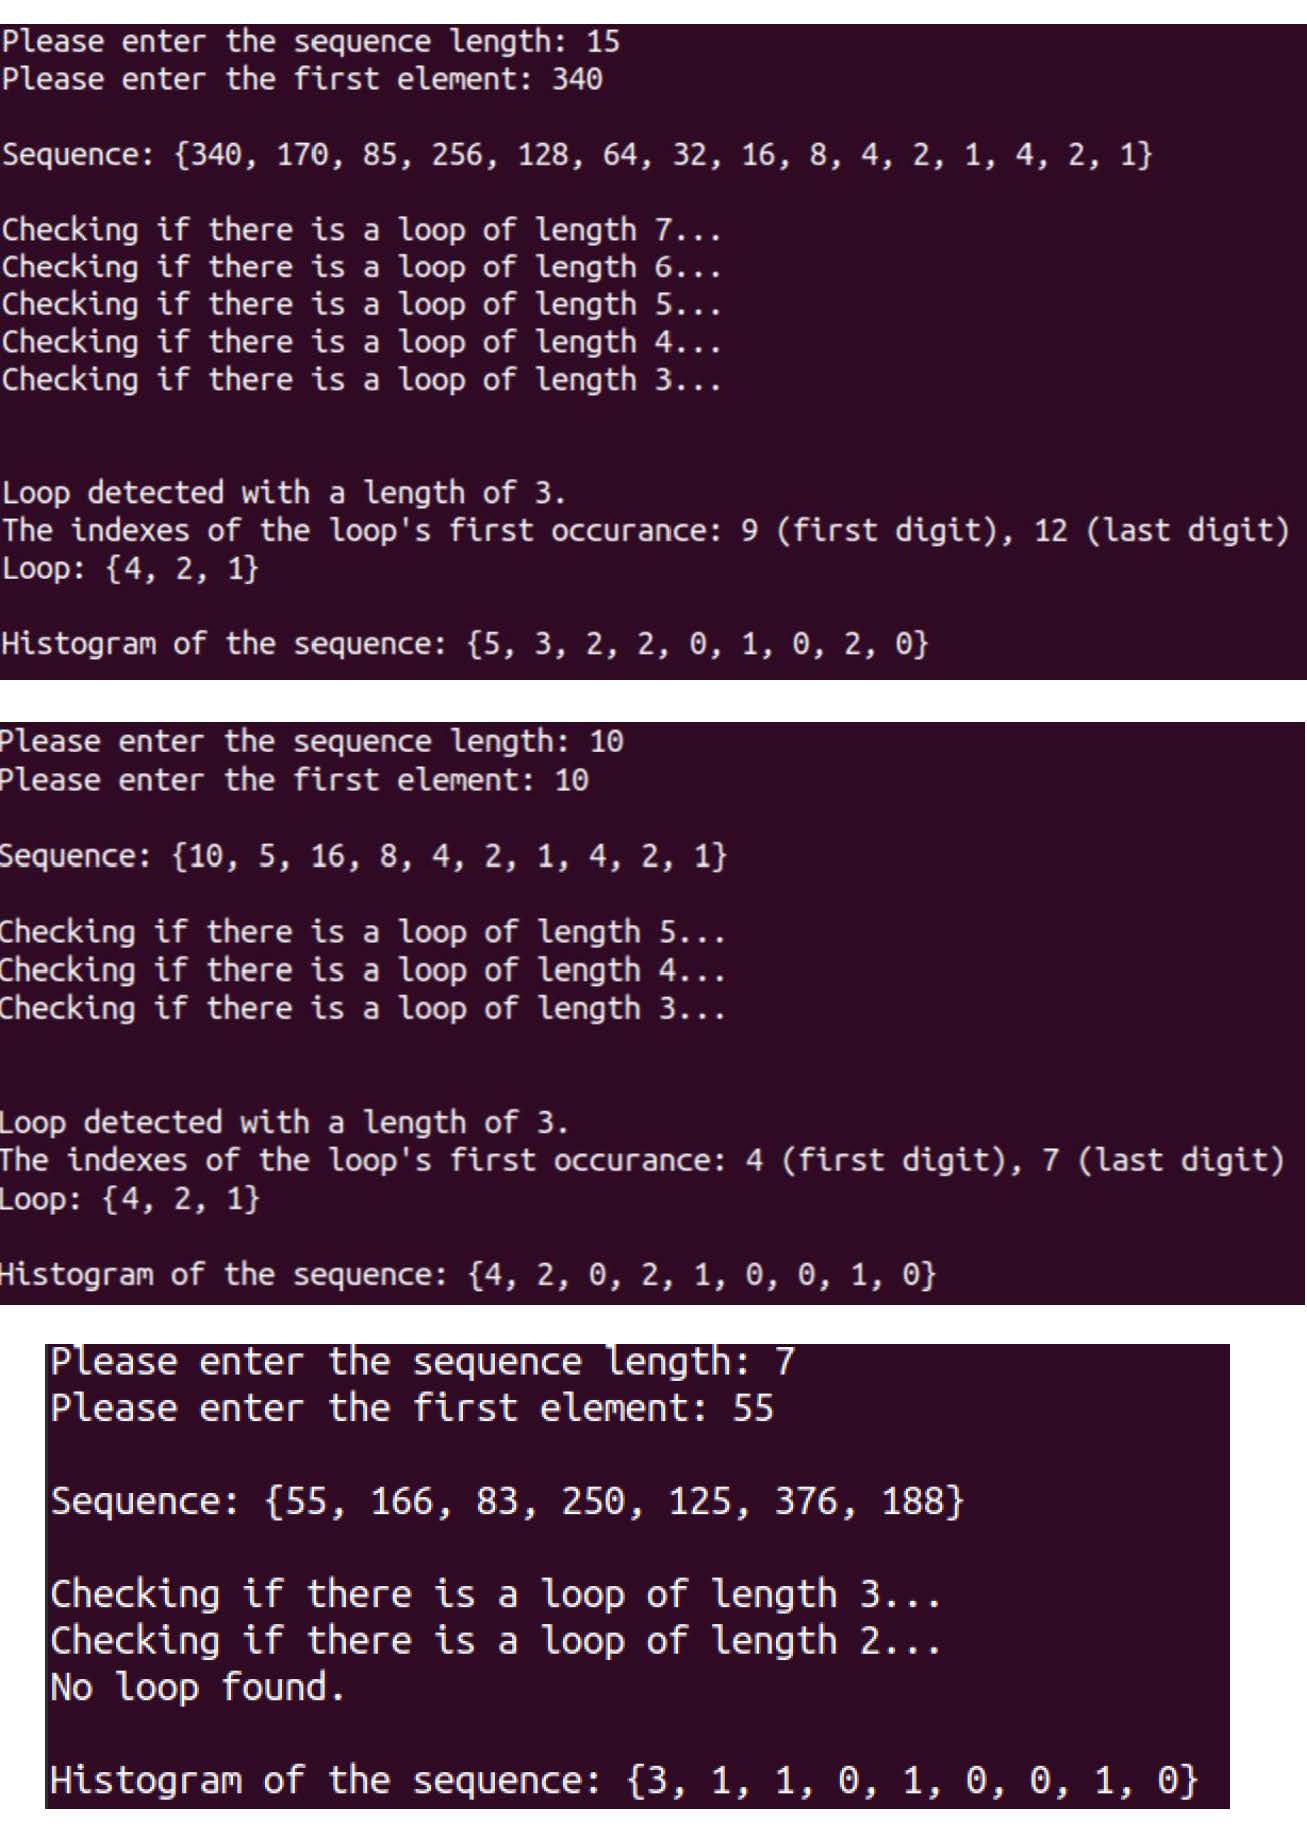 Please enter the sequence length: 15
Please enter the first element: 340
Sequence: {340, 170, 85, 256, 128, 64, 32, 16, 8, 4, 2, 1, 4, 2, 1}
Checking if there is a loop of length 7...
Checking if there is a loop of length 6...
Checking if there is a loop of length 5...
Checking if there is a loop of length 4...
Checking if there is a loop of length 3...
Loop detected with a length of 3.
The indexes of the loop's first occurance: 9 (first digit), 12 (last digit)
Loop: {4, 2, 1}
Histogram of the sequence: {5, 3, 2, 2, 0, 1, 0, 2, 0}
Please enter the sequence length: 10
Please enter the first element: 10
Sequence: {10, 5, 16, 8, 4, 2, 1, 4, 2, 1}
Checking if there is a loop of length 5...
Checking if there is a loop of length 4...
Checking if there is a loop of length 3...
Loop detected with a length of 3.
The indexes of the loop's first occurance: 4 (first digit), 7 (last digit)
Loop: {4, 2, 1}
Histogram of the sequence: {4, 2, 0, 2, 1, 0, 0, 1, 0}
Please enter the sequence length: 7
Please enter the first element: 55
Sequence: {55, 166, 83, 250, 125, 376, 188}
Checking if there is a loop of length 3...
Checking if there is a loop of length 2...
No loop found.
Histogram of the sequence: {3, 1, 1, 0, 1, 0, 0, 1, 0}